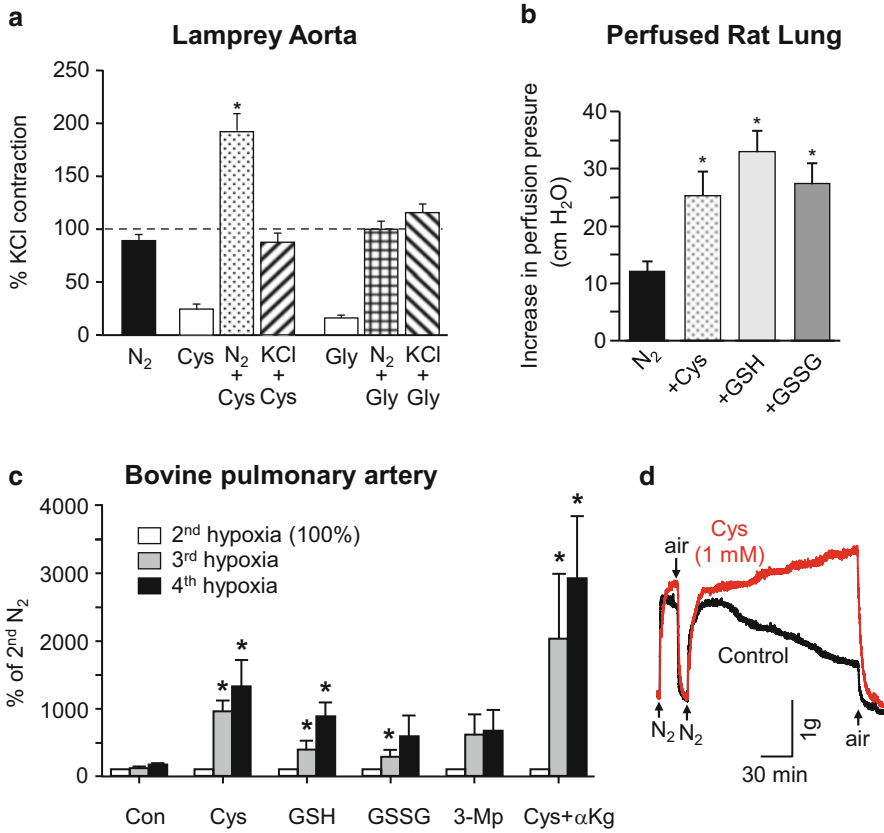 a
Lamprey Aorta
% KCl contraction
250
200
150
100
50
0
*
N2
Cys
N2
+
Cys
KCl
+
Cys
Gly
N2
+
Gly
KCl
+
Gly
b
Perfused Rat Lung
Increase in perfusion presure
(cm H2O)
40
30
20
10
0
*
*
*
N2
+Cys
+GSH
+GSSG
c
Bovine pulmonary artery
% of 2nd N2
4000
3000
2000
1000
0
2nd hypoxia (100%)
3rd hypoxia
4th hypoxia
* *
* *
*
* *
Con
Cys
GSH
GSSG
3-Mp
Cys+αKg
d
Cys
(1 mM)
air
Control
N2
N2
air
1g
30 min